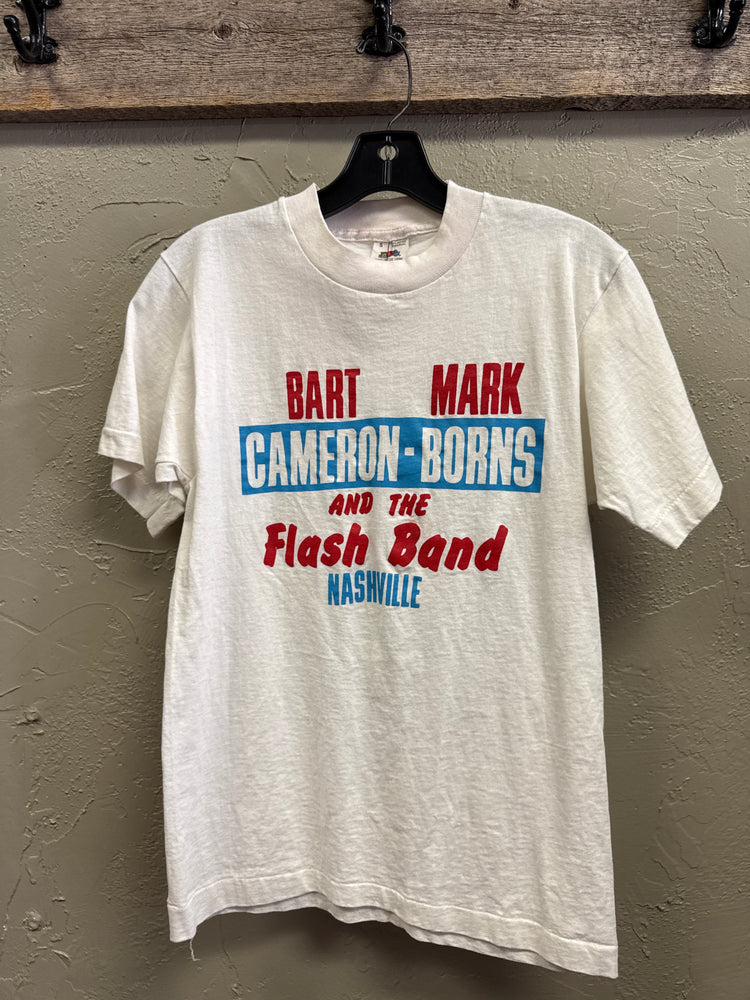 BART MARK
CAMERON-BORNS
AND THE
Flash Band
NASHVILLE
S